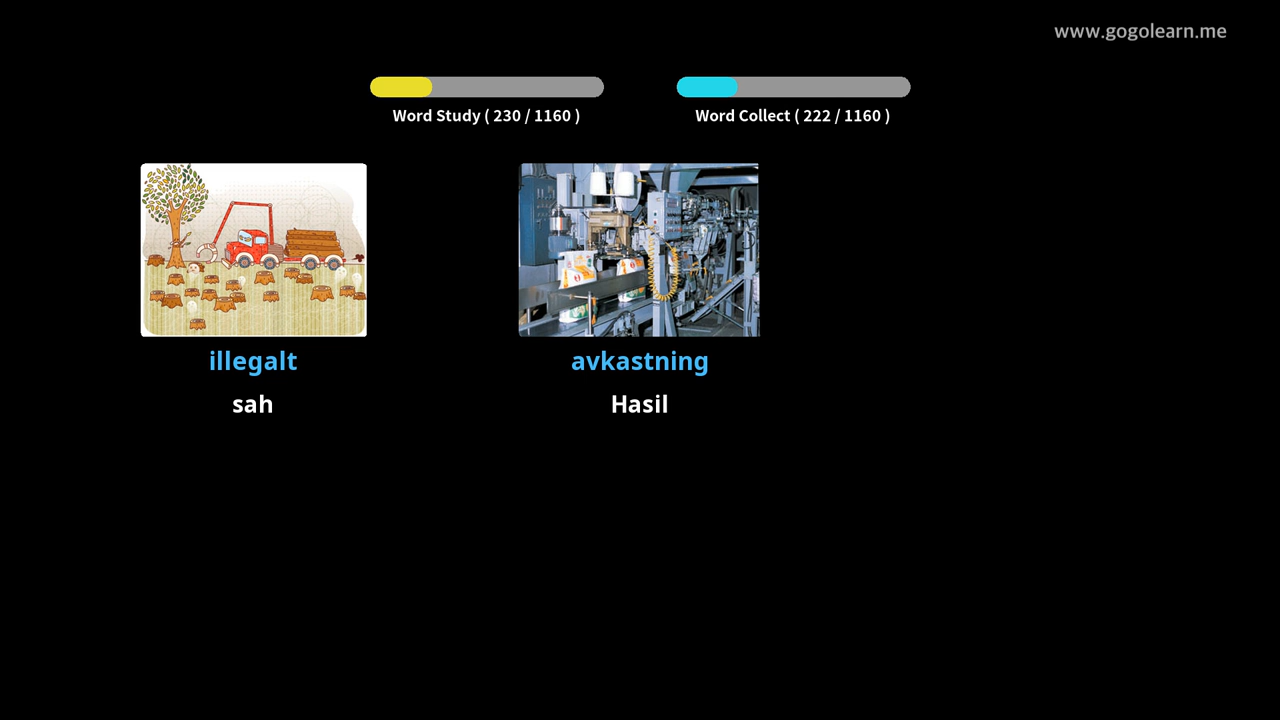 www.gogolearn.me
Word Study ( 230 / 1160 )
Word Collect ( 222 / 1160 )
illegalt
avkastning
sah
Hasil